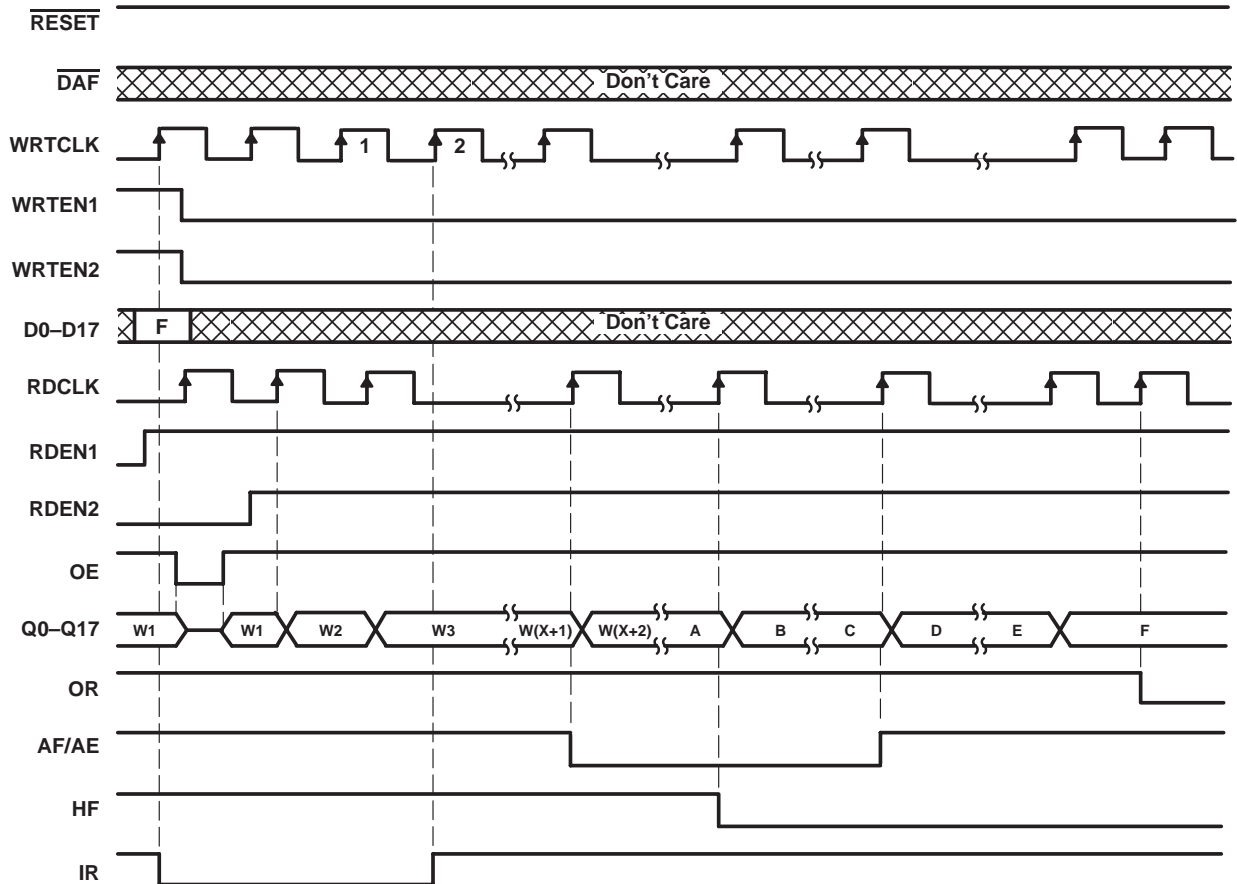 RESET
DAF Don't Care
WRTCLK 1 2
WRTEN1
WRTEN2
D0–D17 F Don't Care
RDCLK
RDEN1
RDEN2
OE
Q0–Q17 W1 W1 W2 W3 W(X+1) W(X+2) A B C D E F
OR
AF/AE
HF
IR